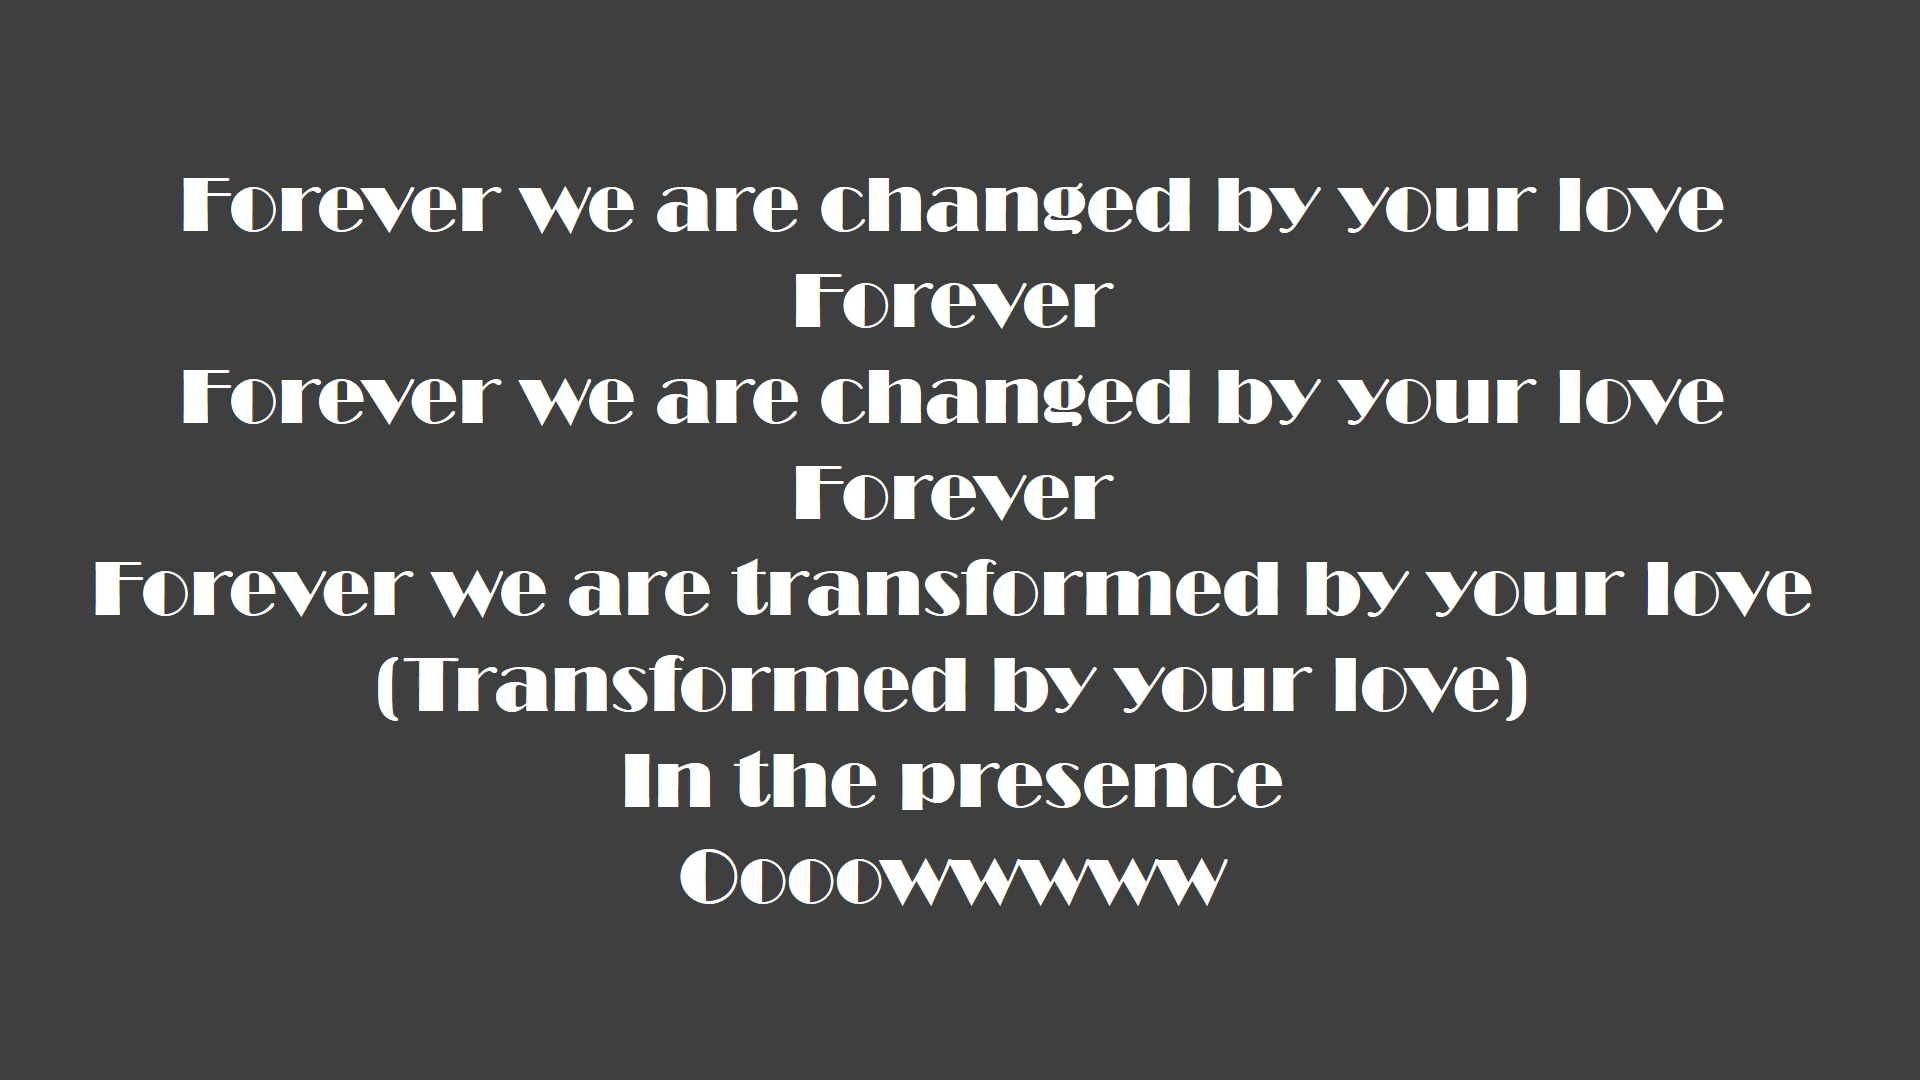 Forever we are changed by your love
Forever
Forever we are changed by your love
Forever
Forever we are transformed by your love
(Transformed by your love)
In the presence
Oooowwwww